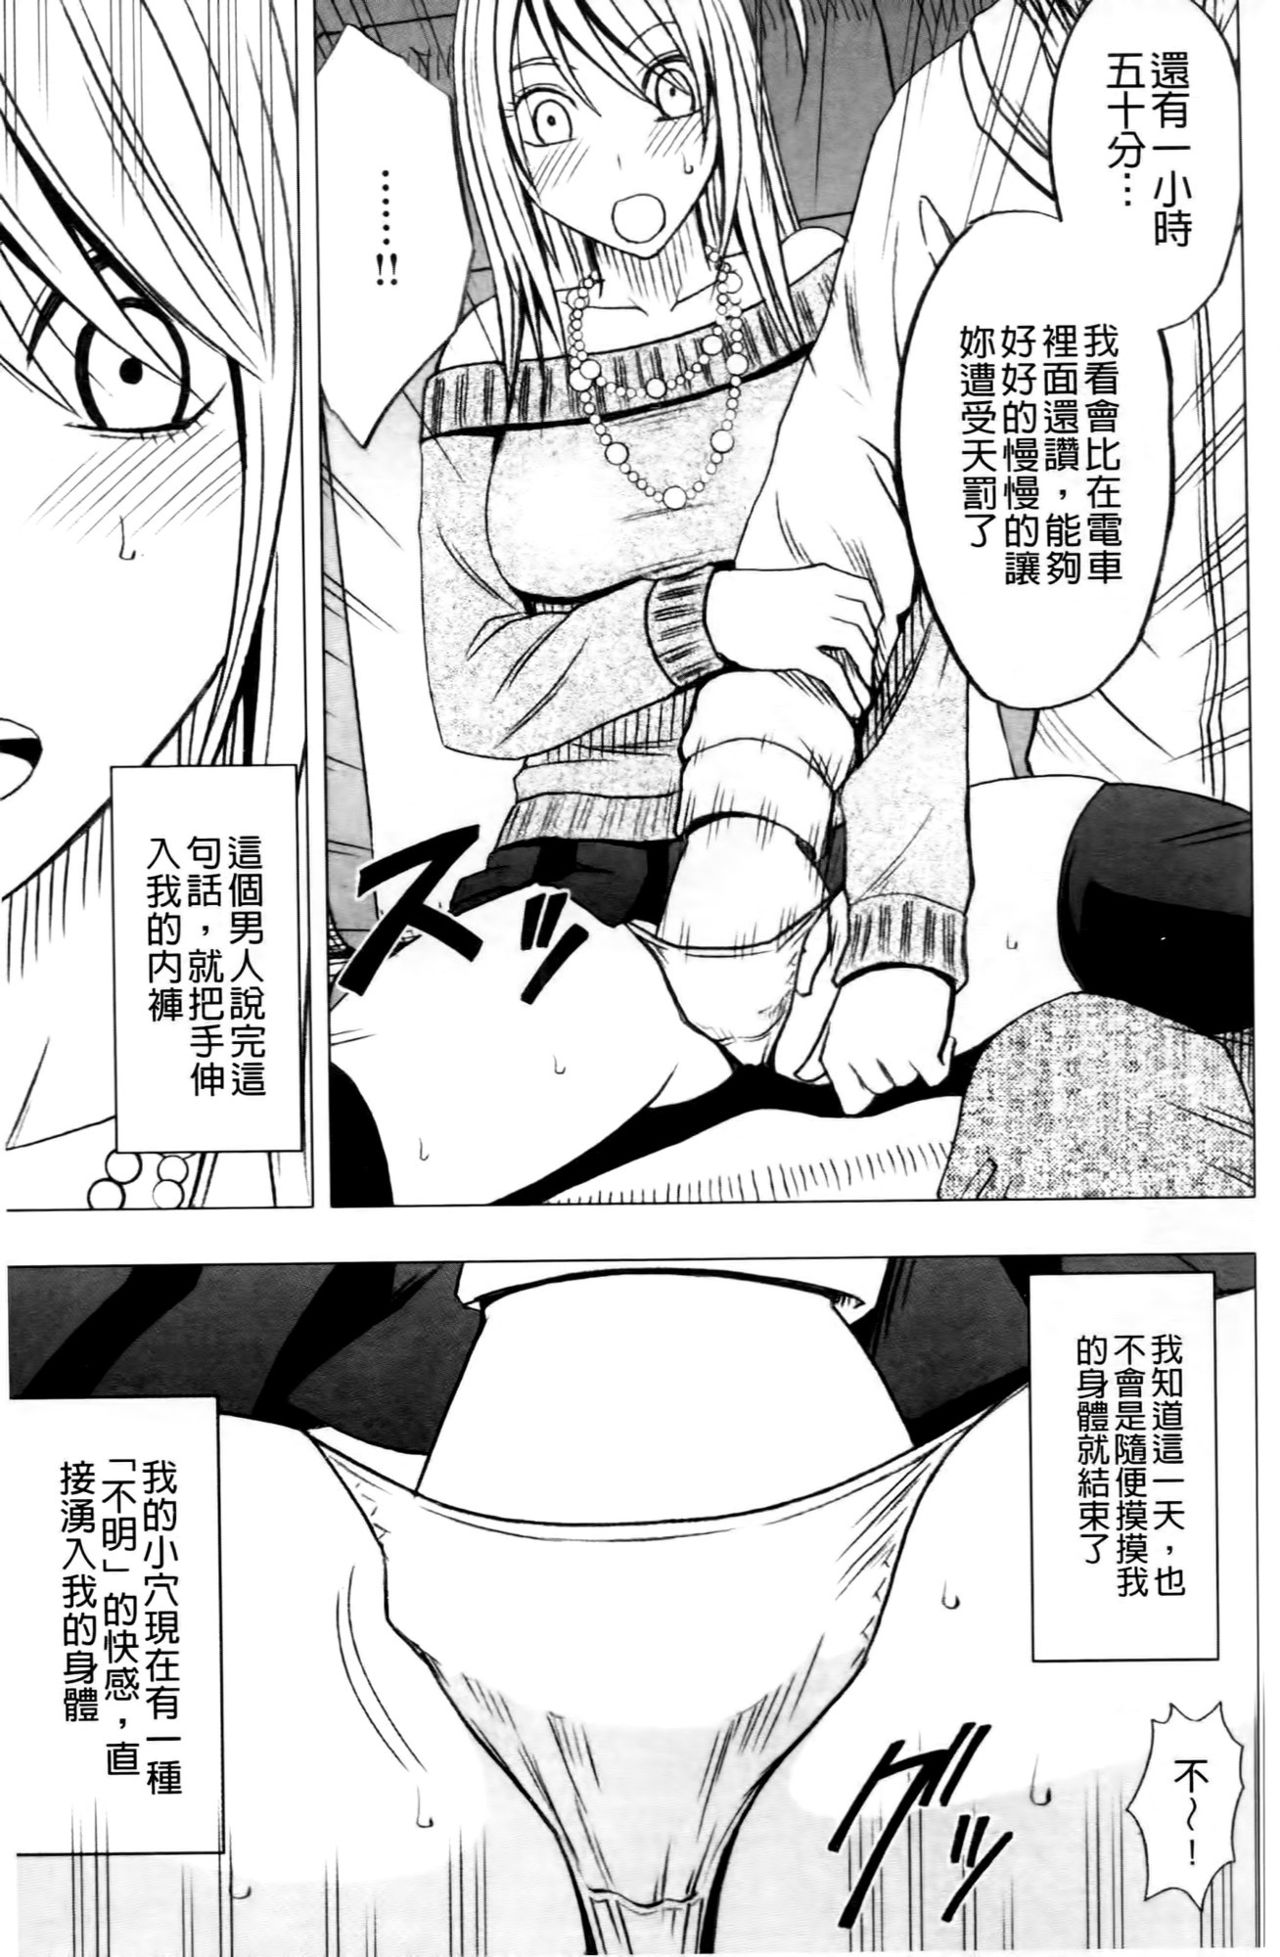 還有一小時
五十分…
我看會比在電車
裡面還讚，能夠
好好的慢慢的讓
妳遭受天罰了
……!!
ズッ
這個男人說完這
句話，就把手伸
入我的內褲
我知道這一天，也
不會是隨便摸摸我
的身體就結束了
不～！
グッ
我的小穴現在有一種
「不明」的快感，直
接湧入我的身體